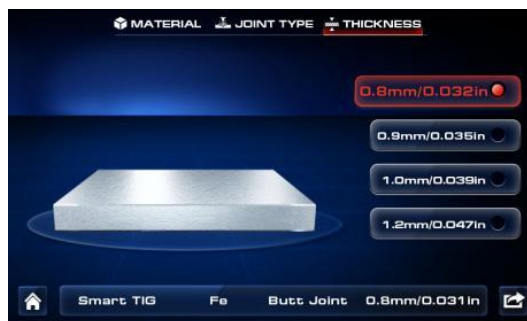 MATERIAL JOINT TYPE THICKNESS
0.8mm/0.032in
0.9mm/0.035in
1.0mm/0.039in
1.2mm/0.047in
Smart TIG Fe Butt Joint 0.8mm/0.031in